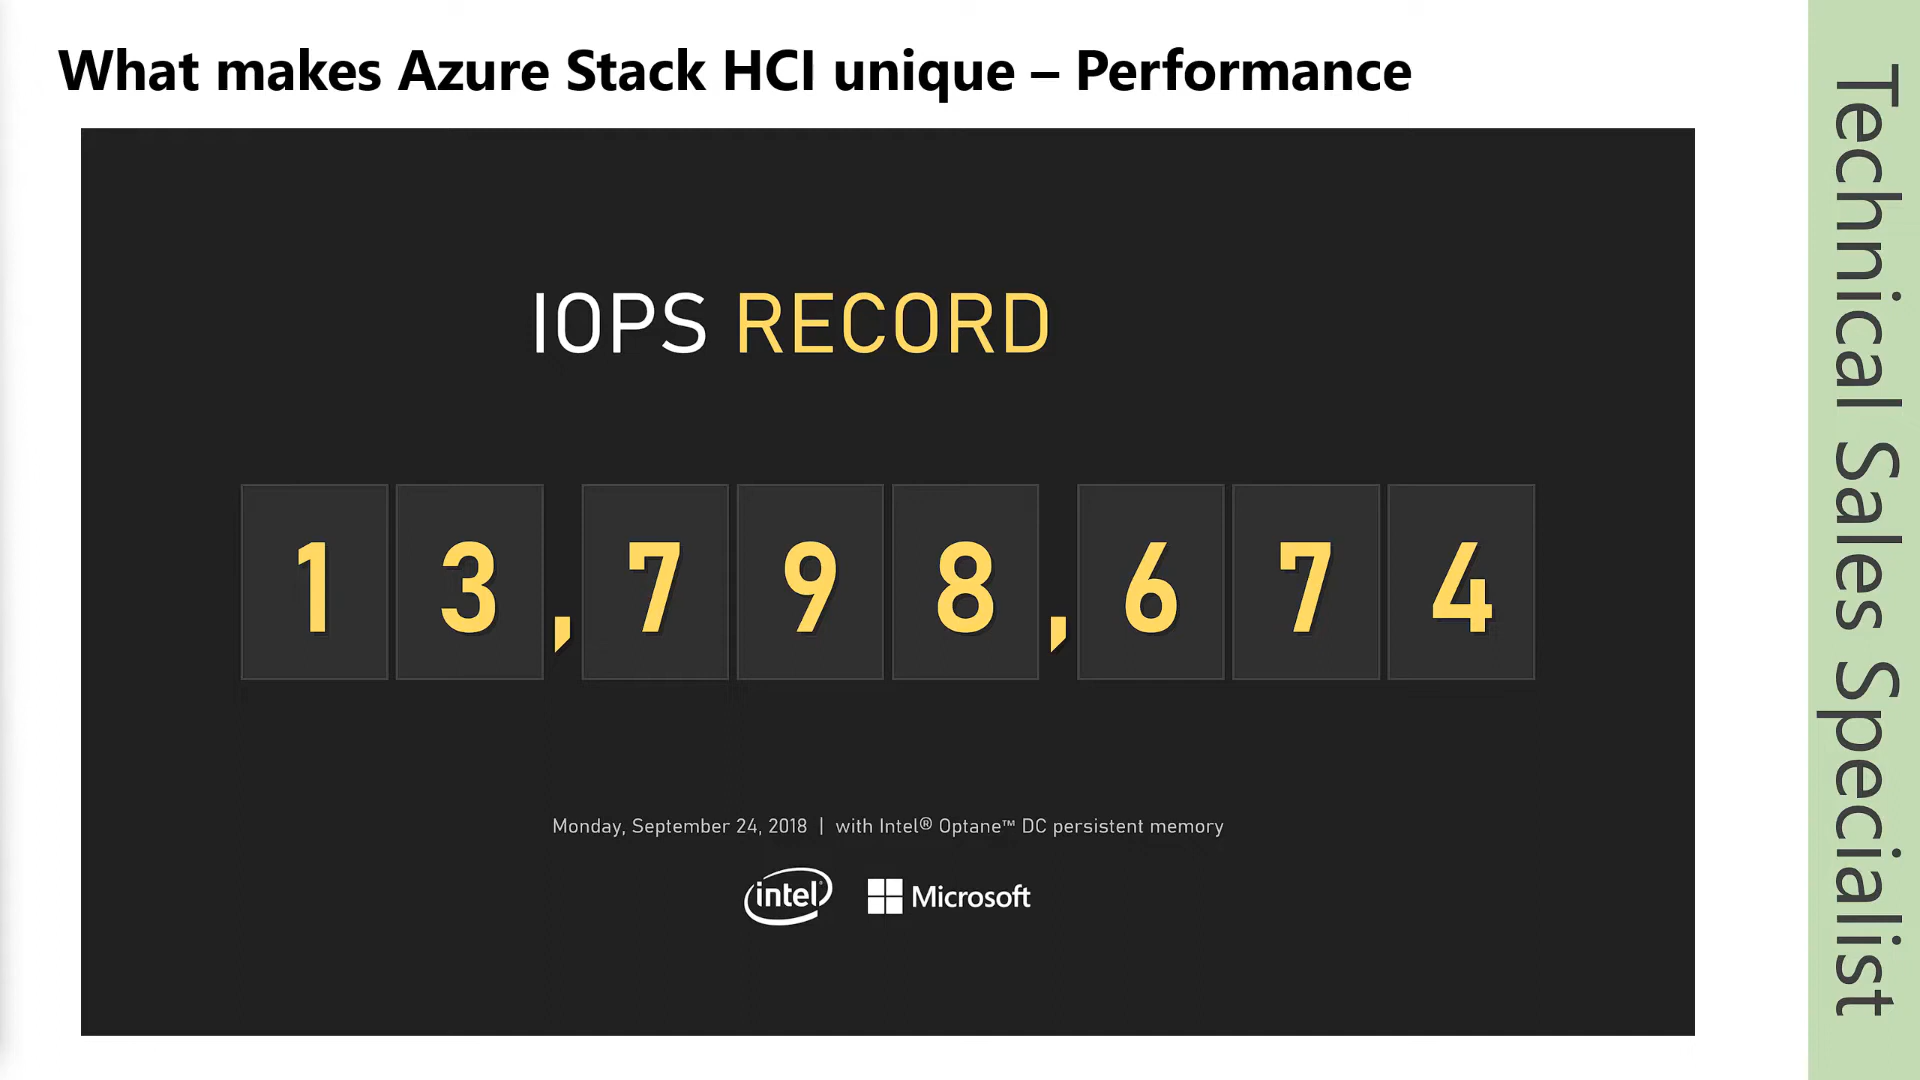 What makes Azure Stack HCI unique – Performance
IOPS RECORD
13,798,674
Monday, September 24, 2018 | with Intel® Optane™ DC persistent memory
intel® Microsoft
Technical Sales Specialist